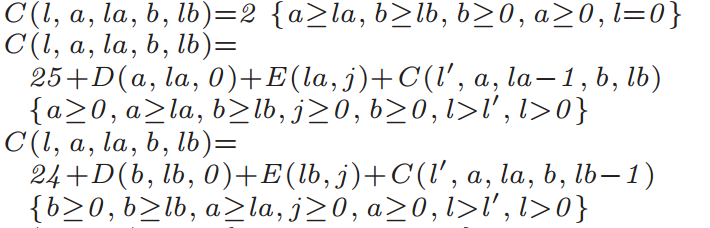 C(l, a, la, b, lb)=2 {a≥la, b≥lb, b≥0, a≥0, l=0}
C(l, a, la, b, lb)=
25+D(a, la, 0)+E(la, j)+C(l′, a, la−1, b, lb)
{a≥0, a≥la, b≥lb, j≥0, b≥0, l>l′, l>0}
C(l, a, la, b, lb)=
24+D(b, lb, 0)+E(lb, j)+C(l′, a, la, b, lb−1)
{b≥0, b≥lb, a≥la, j≥0, a≥0, l>l′, l>0}